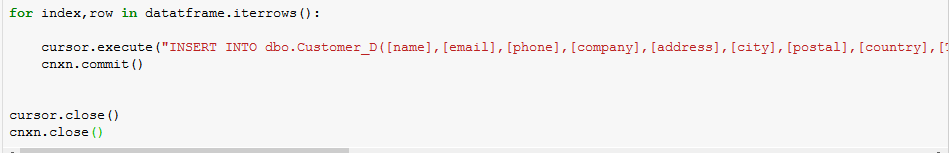 for index,row in datatframe.iterrows():
cursor.execute("INSERT INTO dbo.Customer_D([name],[email],[phone],[company],[address],[city],[postal],[country],[
cnxn.commit()
cursor.close()
cnxn.close()